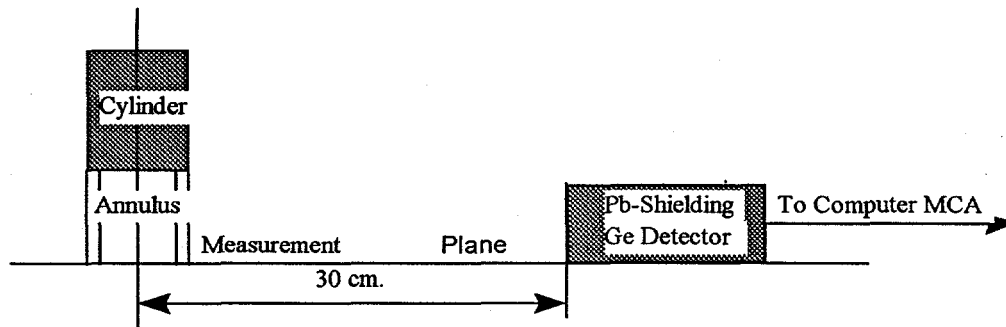 Cylinder
Annulus
Pb-Shielding
Ge Detector
To Computer MCA
Measurement Plane
30 cm.